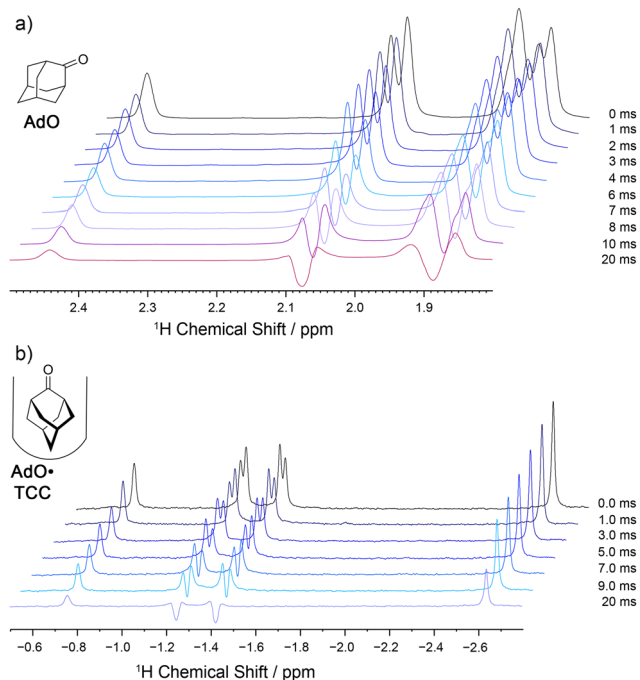 a)
O
AdO
0 ms
1 ms
2 ms
3 ms
4 ms
6 ms
7 ms
8 ms
10 ms
20 ms
2.4 2.3 2.1 2.0 1.9
¹H Chemical Shift / ppm
b)
O
AdO•
TCC
0.0 ms
1.0 ms
3.0 ms
5.0 ms
7.0 ms
9.0 ms
20 ms
−0.6 −0.8 −1.0 −1.2 −1.4 −1.6 −1.8 −2.0 −2.2 −2.4 −2.6
¹H Chemical Shift / ppm